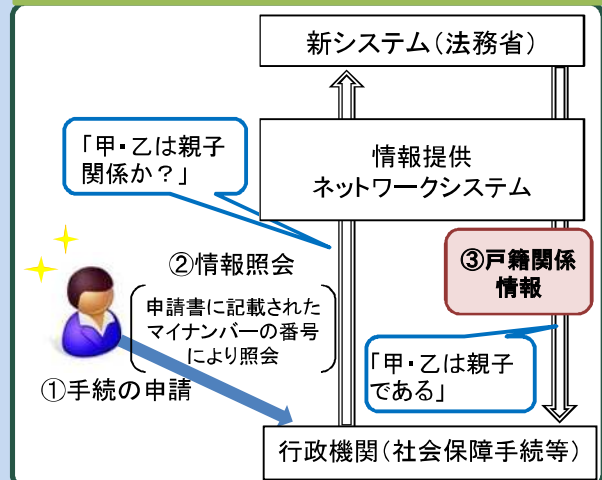 新システム(法務省)
「甲・乙は親子
関係か？」
情報提供
ネットワークシステム
②情報照会
申請書に記載された
マイナンバーの番号
により照会
③戸籍関係
情報
①手続の申請
「甲・乙は親子
である」
行政機関(社会保障手続等)